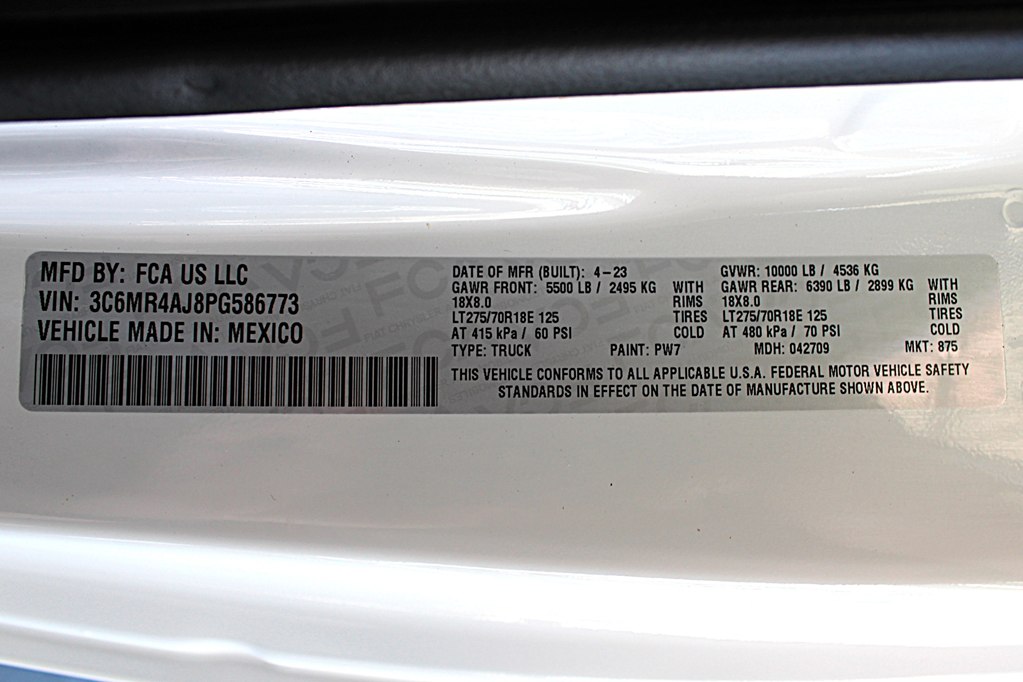 MFD BY: FCA US LLC
VIN: 3C6MR4AJ8PG586773
VEHICLE MADE IN: MEXICO
DATE OF MFR (BUILT): 4-23
GAWR FRONT: 5500 LB / 2495 KG WITH
18X8.0 RIMS
LT275/70R18E 125 TIRES
AT 415 kPa / 60 PSI COLD
GVWR: 10000 LB / 4536 KG
GAWR REAR: 6390 LB / 2899 KG WITH
18X8.0 RIMS
LT275/70R18E 125 TIRES
AT 480 kPa / 70 PSI COLD
TYPE: TRUCK PAINT: PW7 MDH: 042709 MKT: 875
THIS VEHICLE CONFORMS TO ALL APPLICABLE U.S.A. FEDERAL MOTOR VEHICLE SAFETY
STANDARDS IN EFFECT ON THE DATE OF MANUFACTURE SHOWN ABOVE.